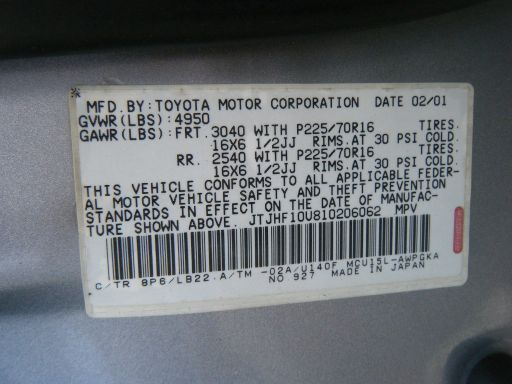 MFD.BY:TOYOTA MOTOR CORPORATION DATE 02/01
GVWR(LBS):4950
GAWR(LBS):FRT.3040 WITH P225/70R16 TIRES.
16X6 1/2JJ RIMS.AT 30 PSI COLD.
RR. 2540 WITH P225/70R16 TIRES.
16X6 1/2JJ RIMS.AT 30 PSI COLD.
THIS VEHICLE CONFORMS TO ALL APPLICABLE FEDER-
AL MOTOR VEHICLE SAFETY AND THEFT PREVENTION
STANDARDS IN EFFECT ON THE DATE OF MANUFAC-
TURE SHOWN ABOVE. JTJHF10U810206062 MPV
C/TR 8P6/LB22.A/TM -02A/U140F MCU15L-AWPGKA
NO.927 MADE IN JAPAN